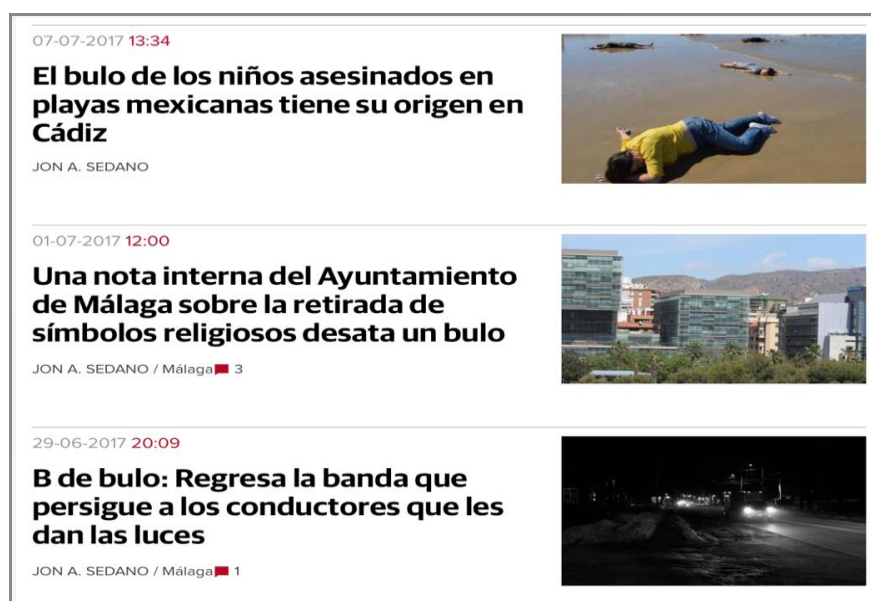 07-07-2017 13:34
El bulo de los niños asesinados en
playas mexicanas tiene su origen en
Cádiz
JON A. SEDANO
01-07-2017 12:00
Una nota interna del Ayuntamiento
de Málaga sobre la retirada de
símbolos religiosos desata un bulo
JON A. SEDANO / Málaga 3
29-06-2017 20:09
B de bulo: Regresa la banda que
persigue a los conductores que les
dan las luces
JON A. SEDANO / Málaga 1